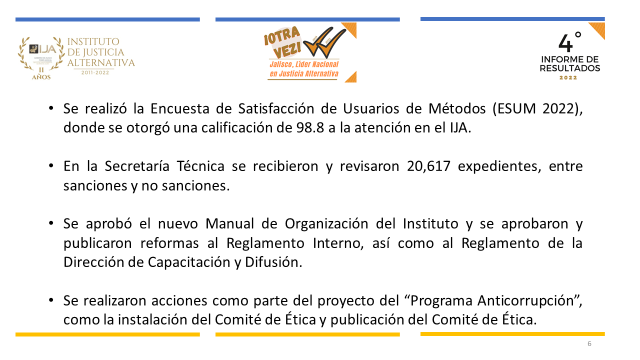 IJA
11
AÑOS
INSTITUTO
DE JUSTICIA
ALTERNATIVA
2011-2022
¡OTRA
VEZ!
Jalisco, Líder Nacional
en Justicia Alternativa
4°
INFORME DE
RESULTADOS
2022
• Se realizó la Encuesta de Satisfacción de Usuarios de Métodos (ESUM 2022),
donde se otorgó una calificación de 98.8 a la atención en el IJA.
• En la Secretaría Técnica se recibieron y revisaron 20,617 expedientes, entre
sanciones y no sanciones.
• Se aprobó el nuevo Manual de Organización del Instituto y se aprobaron y
publicaron reformas al Reglamento Interno, así como al Reglamento de la
Dirección de Capacitación y Difusión.
• Se realizaron acciones como parte del proyecto del “Programa Anticorrupción”,
como la instalación del Comité de Ética y publicación del Comité de Ética.
6